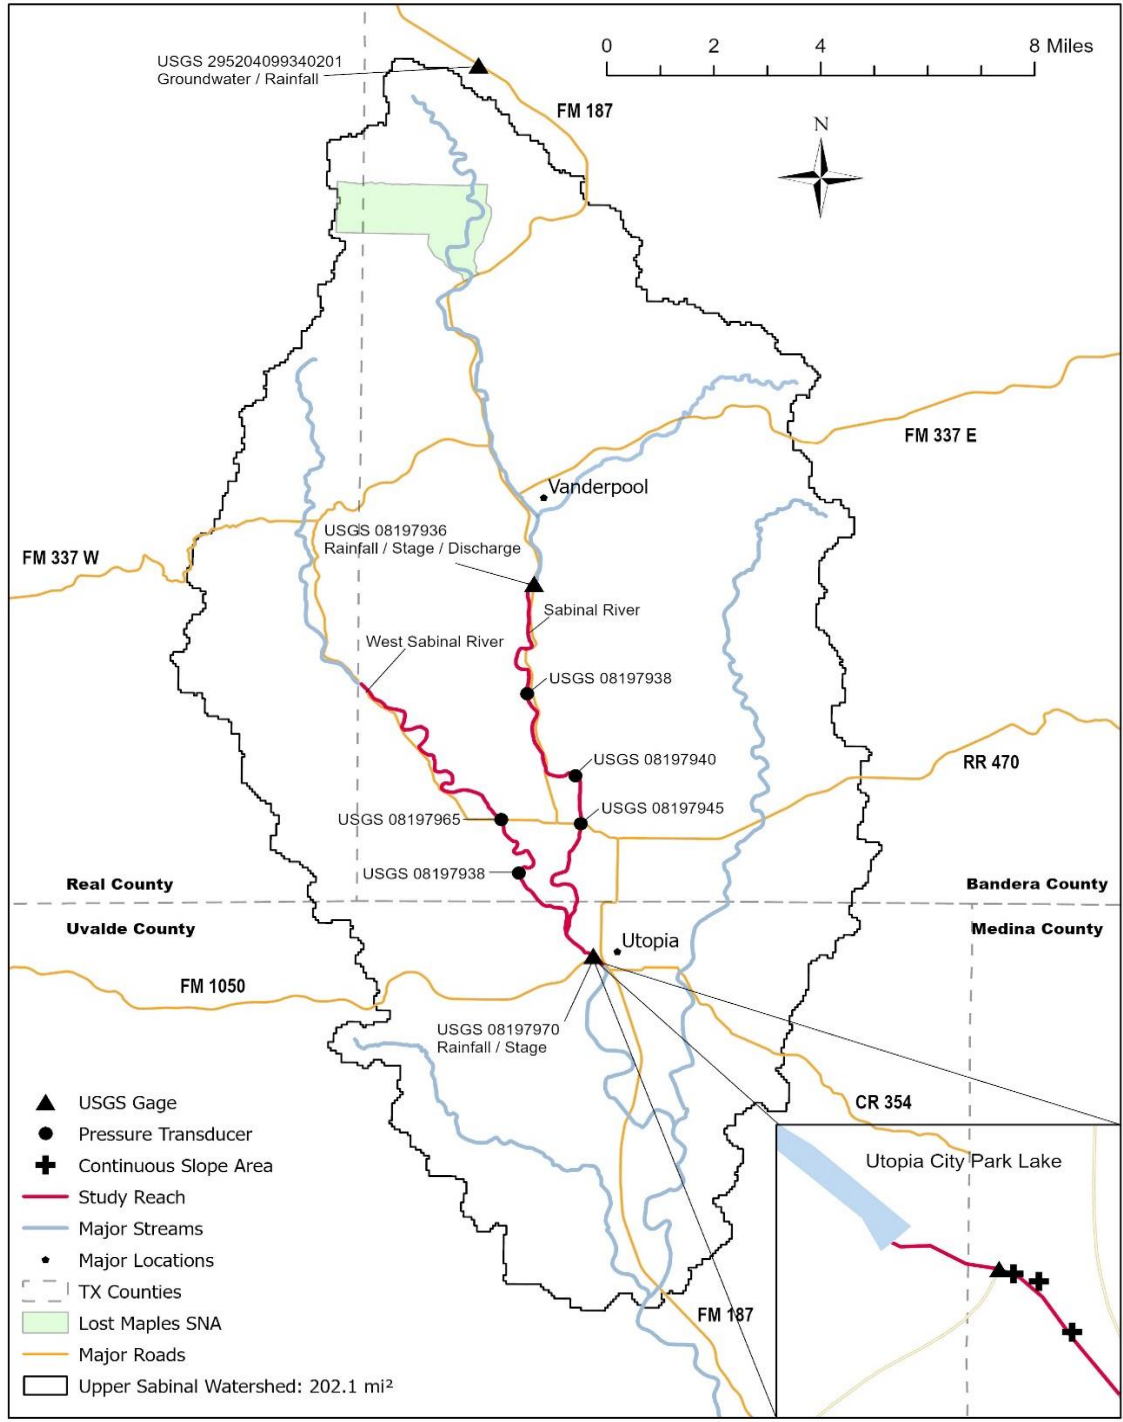 0 2 4 8 Miles
USGS 295204099340201
Groundwater / Rainfall
FM 187
N
FM 337 E
Vanderpool
USGS 08197936
Rainfall / Stage / Discharge
FM 337 W
Sabinal River
West Sabinal River
USGS 08197938
USGS 08197940
RR 470
USGS 08197945
USGS 08197965
USGS 08197938
Real County
Bandera County
Uvalde County
Medina County
Utopia
FM 1050
USGS 08197970
Rainfall / Stage
CR 354
USGS Gage
Pressure Transducer
Continuous Slope Area
Study Reach
Major Streams
Major Locations
TX Counties
Lost Maples SNA
Major Roads
Upper Sabinal Watershed: 202.1 mi²
FM 187
Utopia City Park Lake